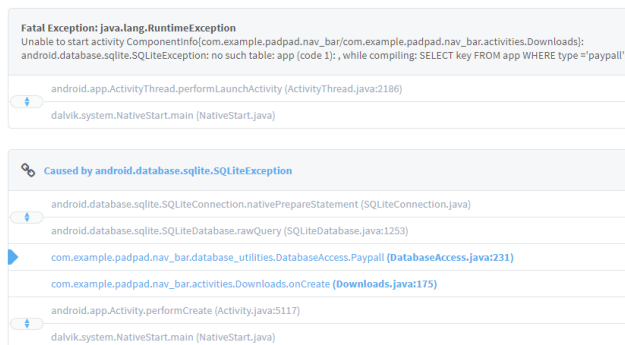 Fatal Exception: java.lang.RuntimeException
Unable to start activity ComponentInfo{com.example.padpad.nav_bar/com.example.padpad.nav_bar.activities.Downloads}:
android.database.sqlite.SQLiteException: no such table: app (code 1): , while compiling: SELECT key FROM app WHERE type ='paypall'
android.app.ActivityThread.performLaunchActivity (ActivityThread.java:2186)
dalvik.system.NativeStart.main (NativeStart.java)
Caused by android.database.sqlite.SQLiteException
android.database.sqlite.SQLiteConnection.nativePrepareStatement (SQLiteConnection.java)
android.database.sqlite.SQLiteDatabase.rawQuery (SQLiteDatabase.java:1253)
com.example.padpad.nav_bar.database_utilities.DatabaseAccess.Paypall (DatabaseAccess.java:231)
com.example.padpad.nav_bar.activities.Downloads.onCreate (Downloads.java:175)
android.app.Activity.performCreate (Activity.java:5117)
dalvik.system.NativeStart.main (NativeStart.java)